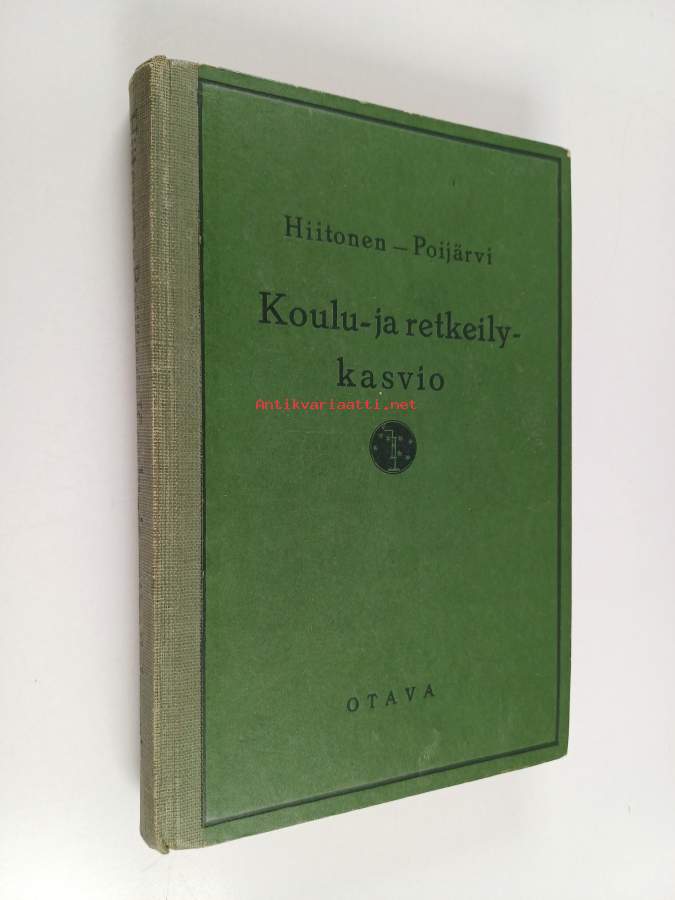 Hiitonen – Poijärvi
Koulu- ja retkeily-
kasvio
Antikvariaatti.net
OTAVA